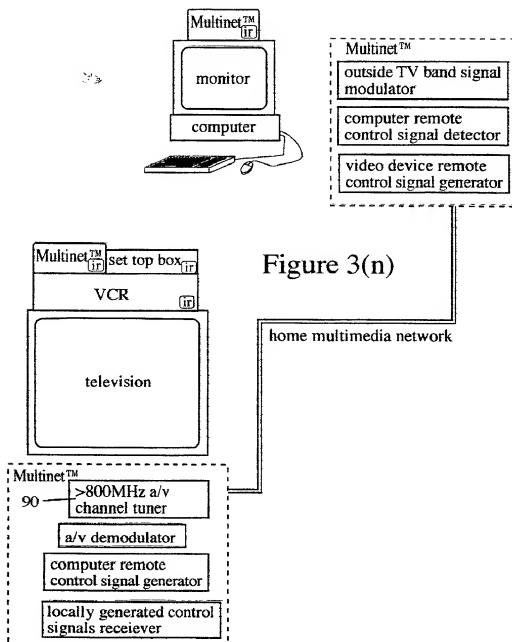 Multinet™
ir
monitor
computer
Multinet™
outside TV band signal
modulator
computer remote
control signal detector
video device remote
control signal generator
Multinet™
ir
set top box
ir
VCR
ir
Figure 3(n)
home multimedia network
television
Multinet™
90
>800MHz a/v
channel tuner
a/v demodulator
computer remote
control signal generator
locally generated control
signals receiever